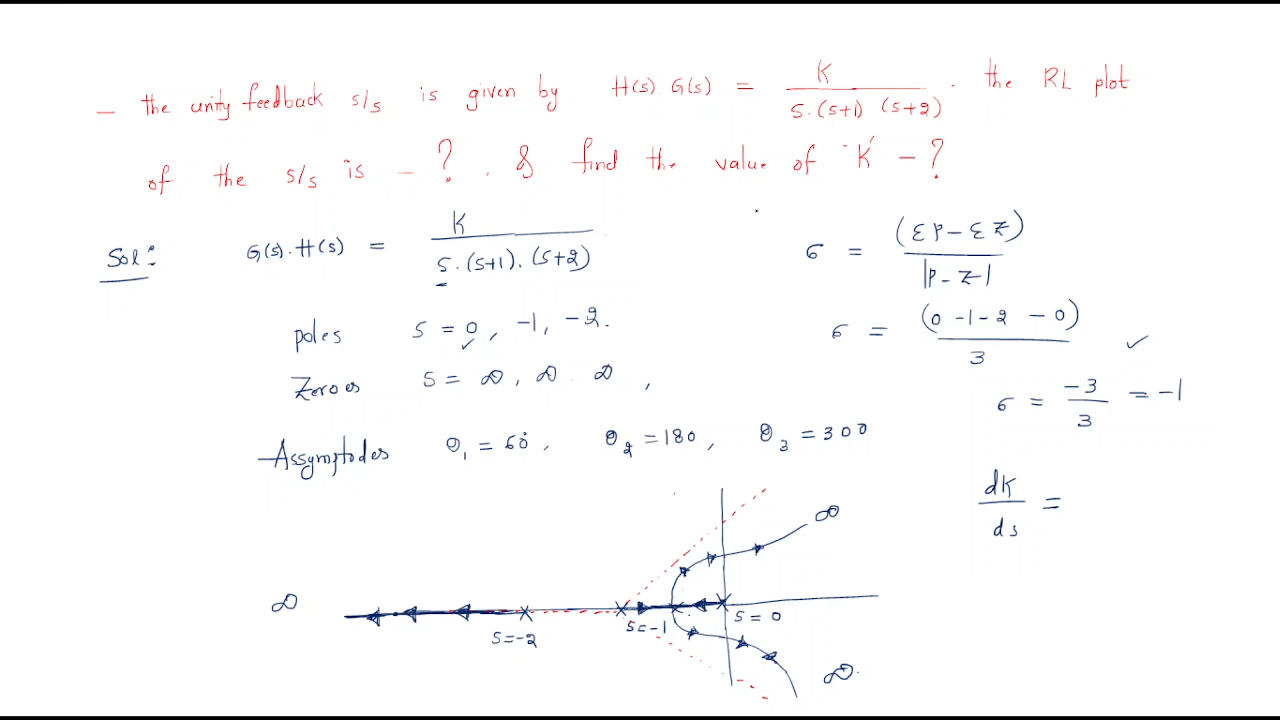 — the unity feedback s/s is given by H(s). G(s) = K / S.(S+1) (S+2) . the RL plot
of the s/s is — ? . & find the value of 'K' — ?
Sol:
G(s). H(s) = K / S.(S+1).(S+2)
poles S = 0, -1, -2.
Zeroes S = ∞, ∞ ∞ ,
Assymptodes θ1 = 60°, θ2 = 180, θ3 = 300
σ = (ΣP - ΣZ) / |P - Z|
σ = (0 -1 -2 - 0) / 3 ✓
σ = -3 / 3 = -1
dK / ds =
∞
∞
S=-2
S=-1
S = 0
∞